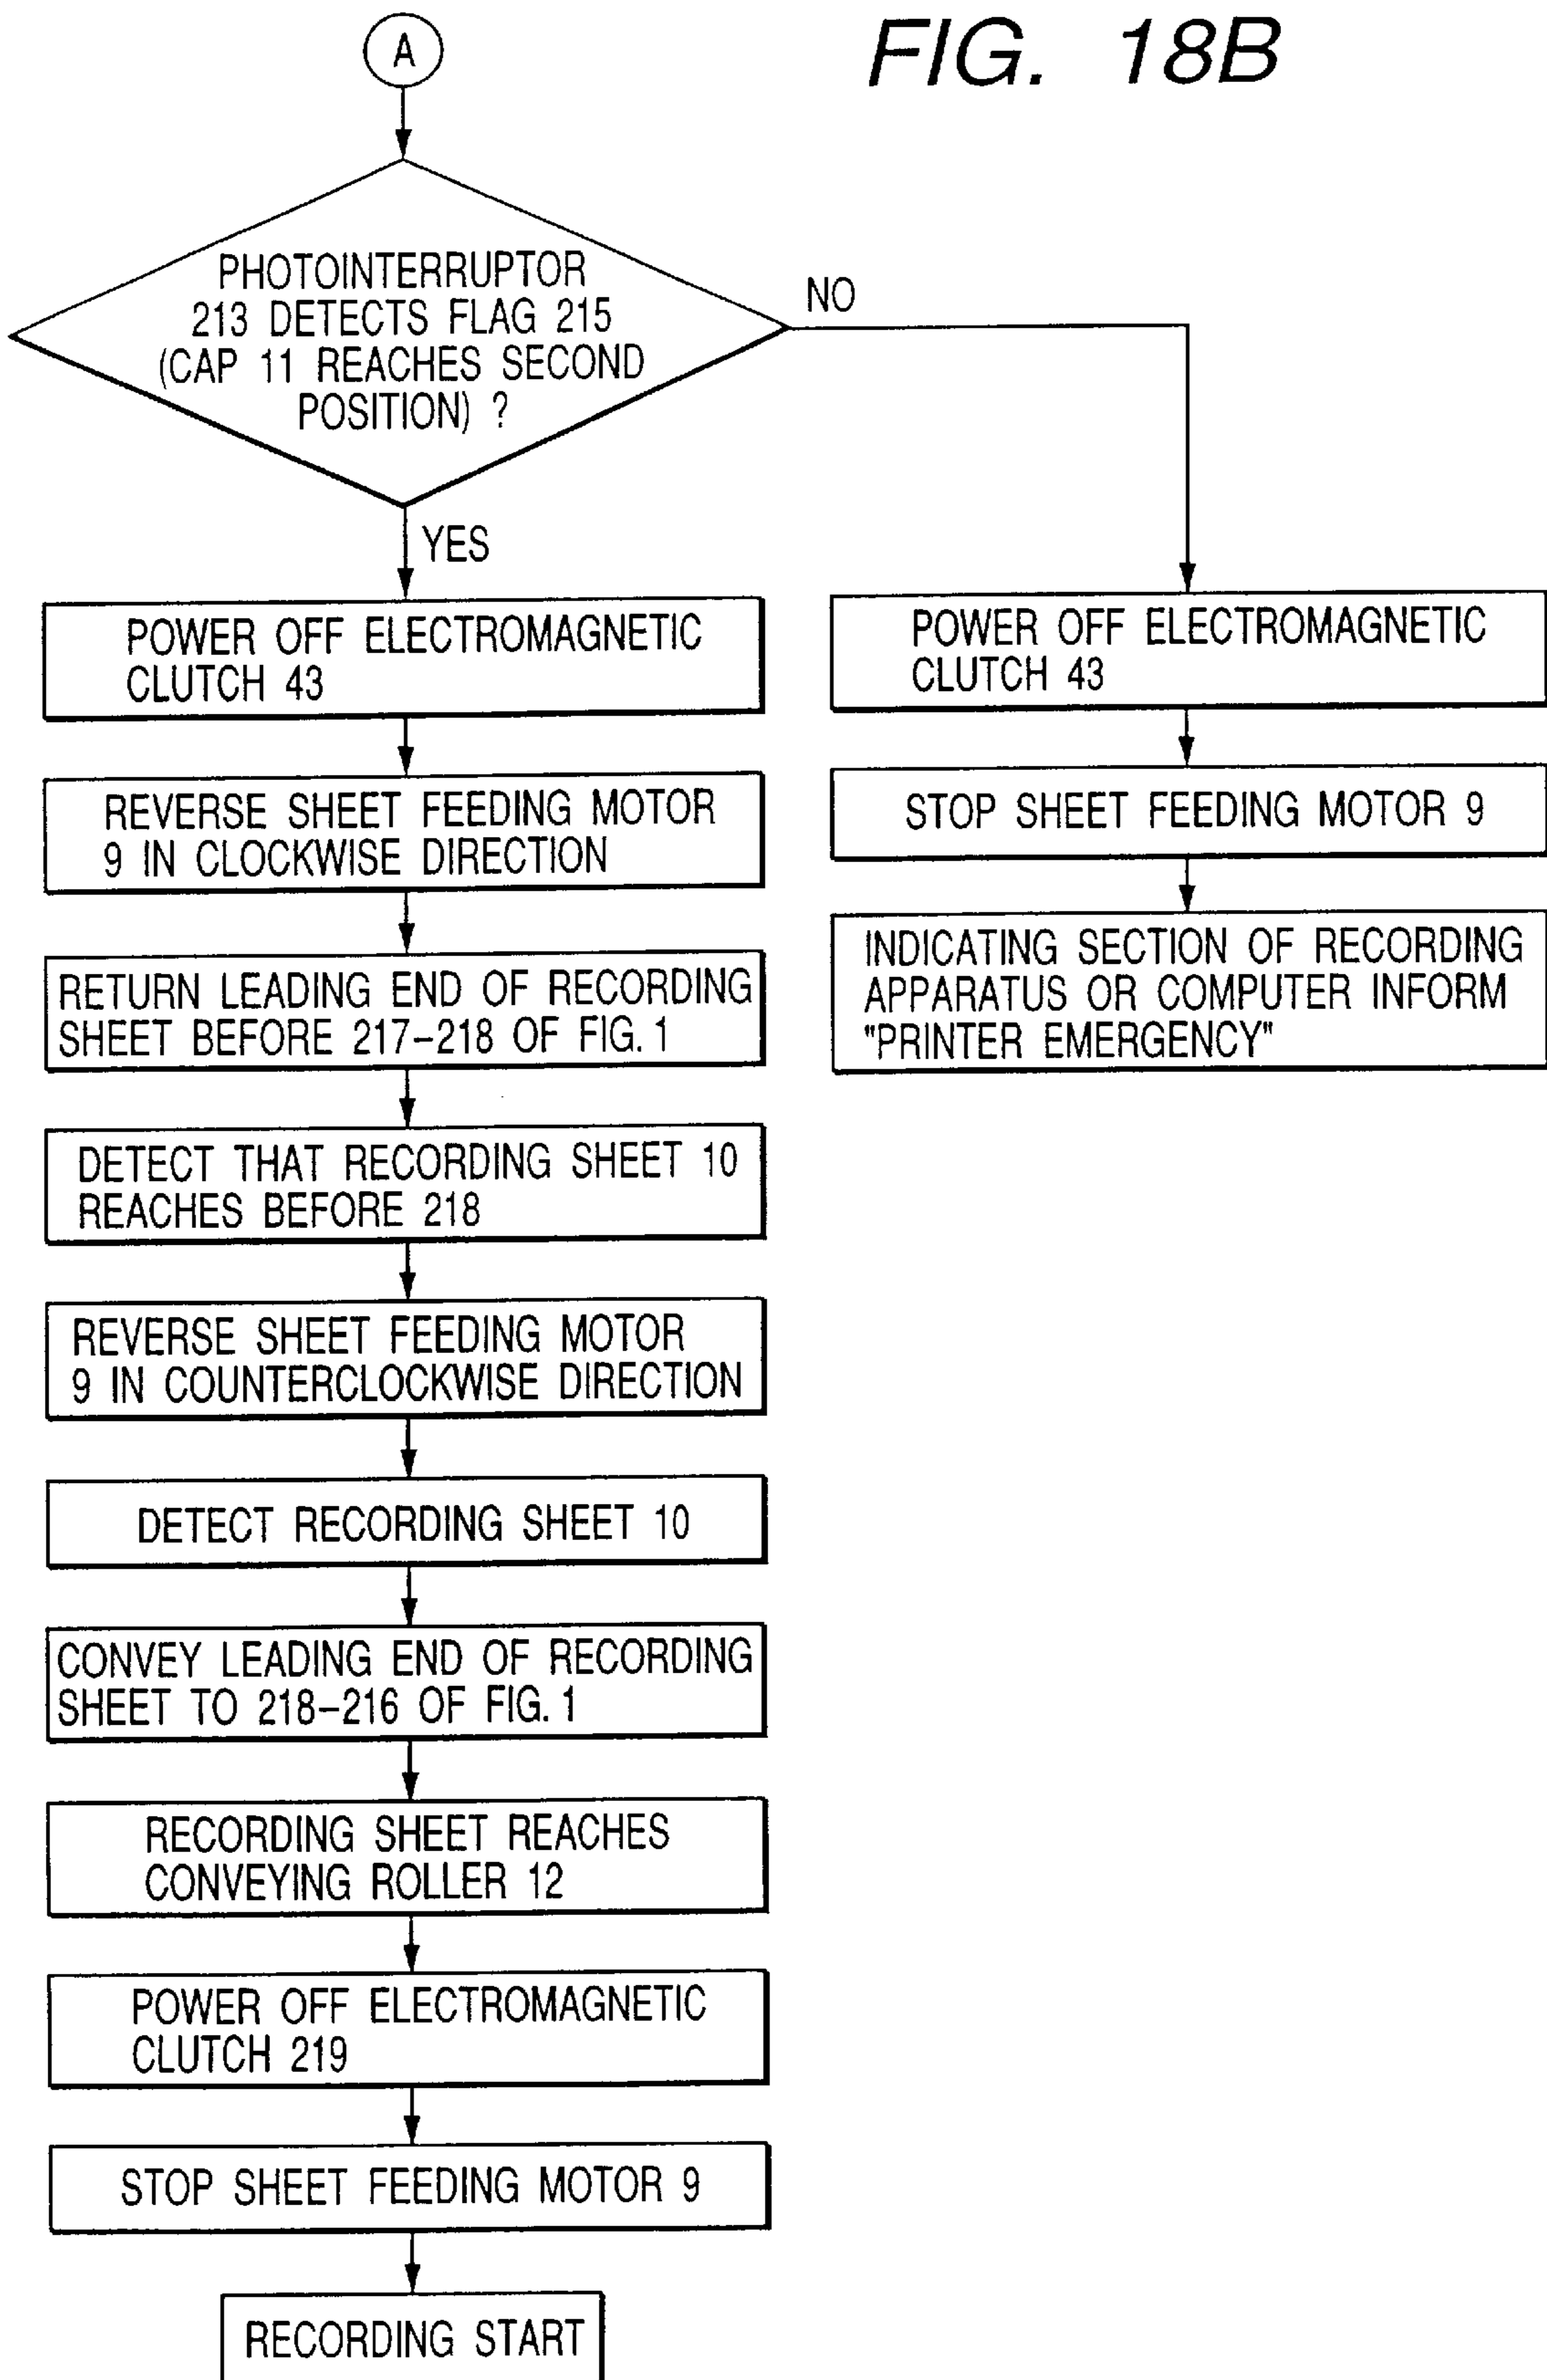 FIG. 18B
A
PHOTOINTERRUPTOR
213 DETECTS FLAG 215
(CAP 11 REACHES SECOND
POSITION) ?
NO
YES
POWER OFF ELECTROMAGNETIC
CLUTCH 43
REVERSE SHEET FEEDING MOTOR
9 IN CLOCKWISE DIRECTION
RETURN LEADING END OF RECORDING
SHEET BEFORE 217-218 OF FIG. 1
DETECT THAT RECORDING SHEET 10
REACHES BEFORE 218
REVERSE SHEET FEEDING MOTOR
9 IN COUNTERCLOCKWISE DIRECTION
DETECT RECORDING SHEET 10
CONVEY LEADING END OF RECORDING
SHEET TO 218-216 OF FIG. 1
RECORDING SHEET REACHES
CONVEYING ROLLER 12
POWER OFF ELECTROMAGNETIC
CLUTCH 219
STOP SHEET FEEDING MOTOR 9
RECORDING START
POWER OFF ELECTROMAGNETIC
CLUTCH 43
STOP SHEET FEEDING MOTOR 9
INDICATING SECTION OF RECORDING
APPARATUS OR COMPUTER INFORM
"PRINTER EMERGENCY"